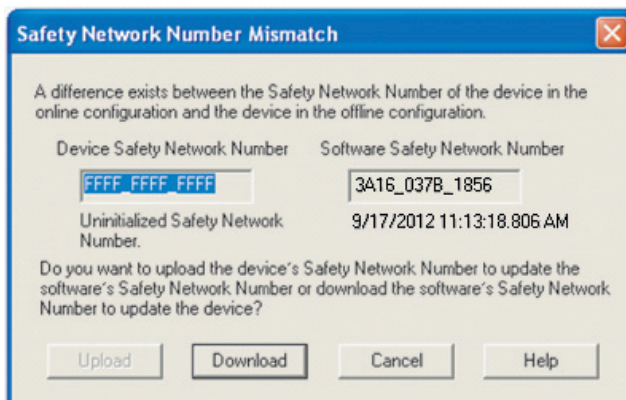 Safety Network Number Mismatch
A difference exists between the Safety Network Number of the device in the
online configuration and the device in the offline configuration.
Device Safety Network Number Software Safety Network Number
FFFF_FFFF_FFFF 3A16_037B_1856
Uninitialized Safety Network 9/17/2012 11:13:18.806 AM
Number.
Do you want to upload the device's Safety Network Number to update the
software's Safety Network Number or download the software's Safety Network
Number to update the device?
Upload Download Cancel Help